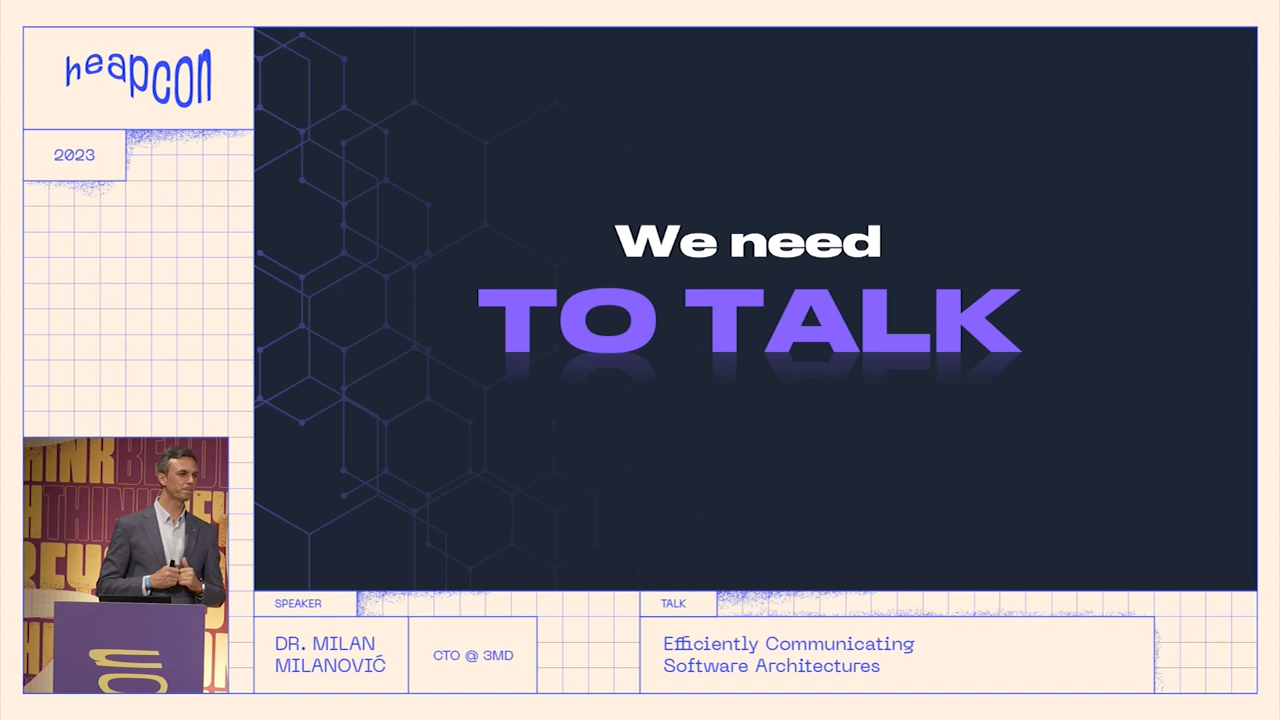 heapcon
2023
We need
TO TALK
SPEAKER
DR. MILAN
MILANOVIĆ
CTO @ 3MD
TALK
Efficiently Communicating
Software Architectures